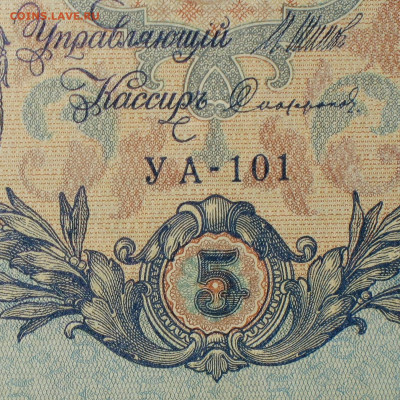 COINS.LAVE.RU
Управляющій
Кассиръ
УА-101
5